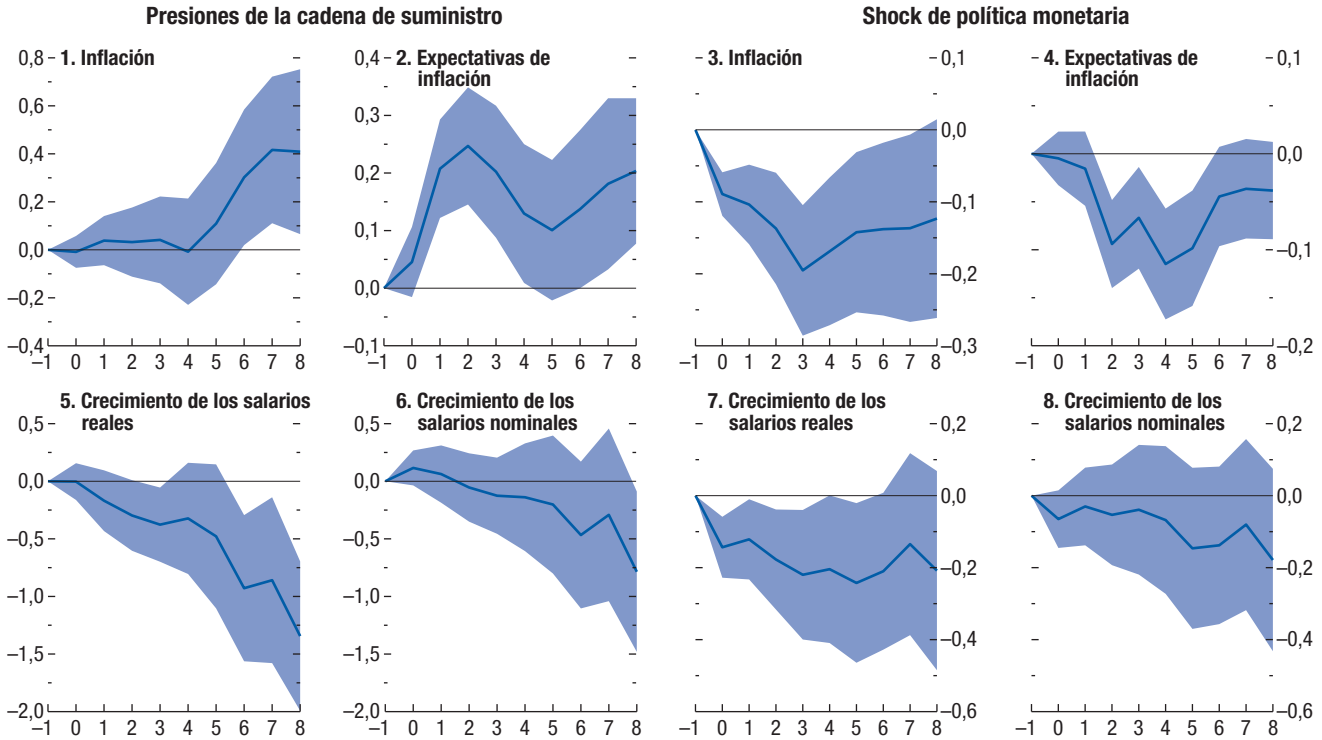 Presiones de la cadena de suministro
Shock de política monetaria
1. Inflación
0,8
0,6
0,4
0,2
0,0
–0,2
–0,4
–1 0 1 2 3 4 5 6 7 8
2. Expectativas de
inflación
0,4
0,3
0,2
0,1
0,0
–0,1
–1 0 1 2 3 4 5 6 7 8
3. Inflación
0,1
0,0
–0,1
–0,2
–0,3
–1 0 1 2 3 4 5 6 7 8
4. Expectativas de
inflación
0,1
0,0
–0,1
–0,2
–1 0 1 2 3 4 5 6 7 8
5. Crecimiento de los salarios
reales
0,5
0,0
–0,5
–1,0
–1,5
–2,0
–1 0 1 2 3 4 5 6 7 8
6. Crecimiento de los
salarios nominales
0,5
0,0
–0,5
–1,0
–1,5
–2,0
–1 0 1 2 3 4 5 6 7 8
7. Crecimiento de los
salarios reales
0,2
0,0
–0,2
–0,4
–0,6
–1 0 1 2 3 4 5 6 7 8
8. Crecimiento de los
salarios nominales
0,2
0,0
–0,2
–0,4
–0,6
–1 0 1 2 3 4 5 6 7 8